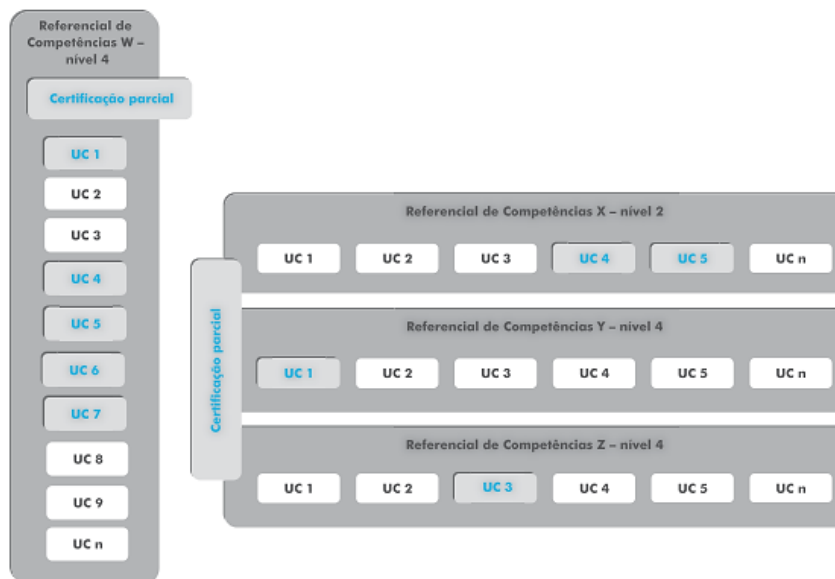 Referencial de
Competências W –
nível 4
Certificação parcial
UC 1
UC 2
UC 3
UC 4
UC 5
UC 6
UC 7
UC 8
UC 9
UC n
Certificação parcial
Referencial de Competências X – nível 2
UC 1 UC 2 UC 3 UC 4 UC 5 UC n
Referencial de Competências Y – nível 4
UC 1 UC 2 UC 3 UC 4 UC 5 UC n
Referencial de Competências Z – nível 4
UC 1 UC 2 UC 3 UC 4 UC 5 UC n